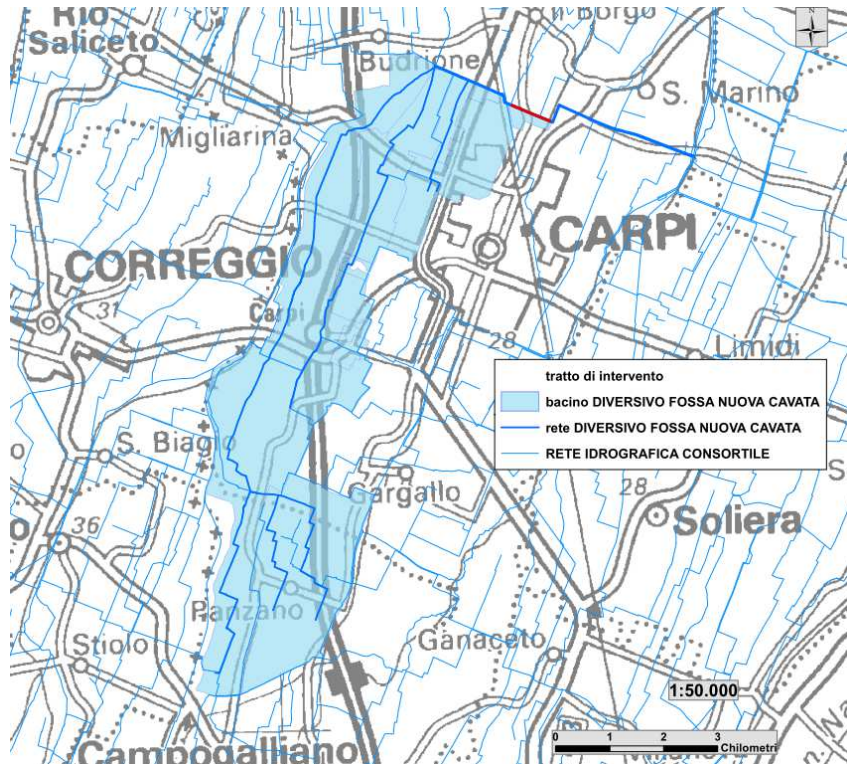 Rio
Saliceto
Il Borgo
N
Budrione
S. Marino
Migliarina
CARPI
CORREGGIO
31
Carpi
28
Limidi
tratto di intervento
bacino DIVERSIVO FOSSA NUOVA CAVATA
rete DIVERSIVO FOSSA NUOVA CAVATA
RETE IDROGRAFICA CONSORTILE
S. Biagio
Gargallo
28
S
o
36
Soliera
Panzano
Stiolo
Ganaceto
1:50.000
0 1 2 3
Chilometri
Campogalliano